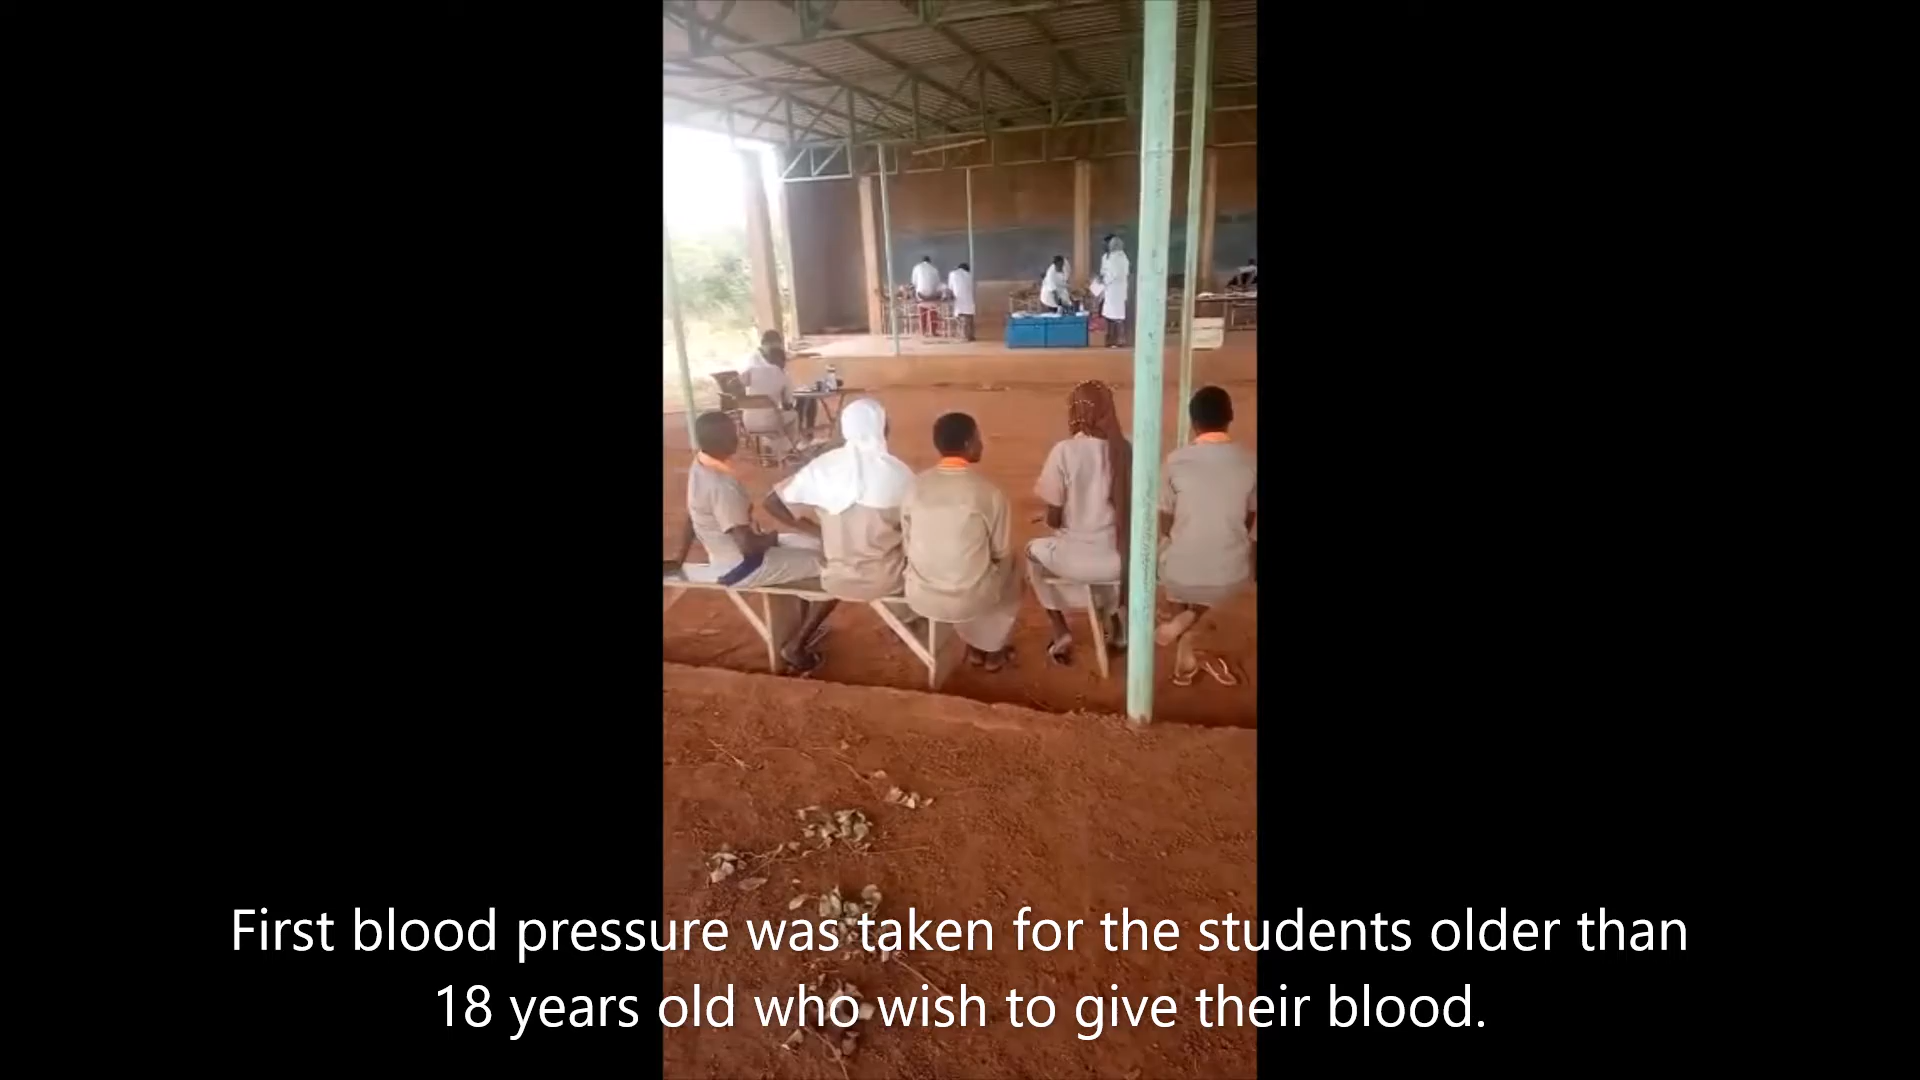 First blood pressure was taken for the students older than
18 years old who wish to give their blood.